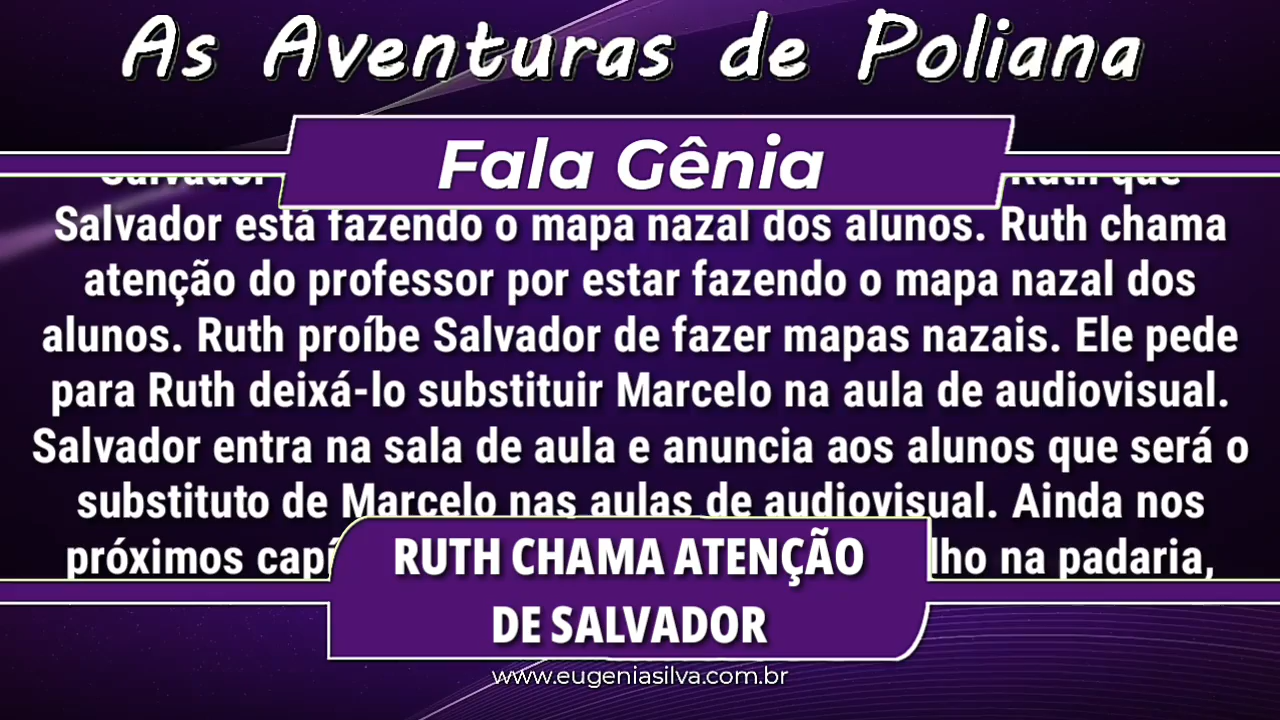 As Aventuras de Poliana
Fala Gênia
Salvador está fazendo o mapa nazal dos alunos. Ruth chama
atenção do professor por estar fazendo o mapa nazal dos
alunos. Ruth proíbe Salvador de fazer mapas nazais. Ele pede
para Ruth deixá-lo substituir Marcelo na aula de audiovisual.
Salvador entra na sala de aula e anuncia aos alunos que será o
substituto de Marcelo nas aulas de audiovisual. Ainda nos
próximos lho na padaria,
RUTH CHAMA ATENÇÃO
DE SALVADOR
www.eugeniasilva.com.br